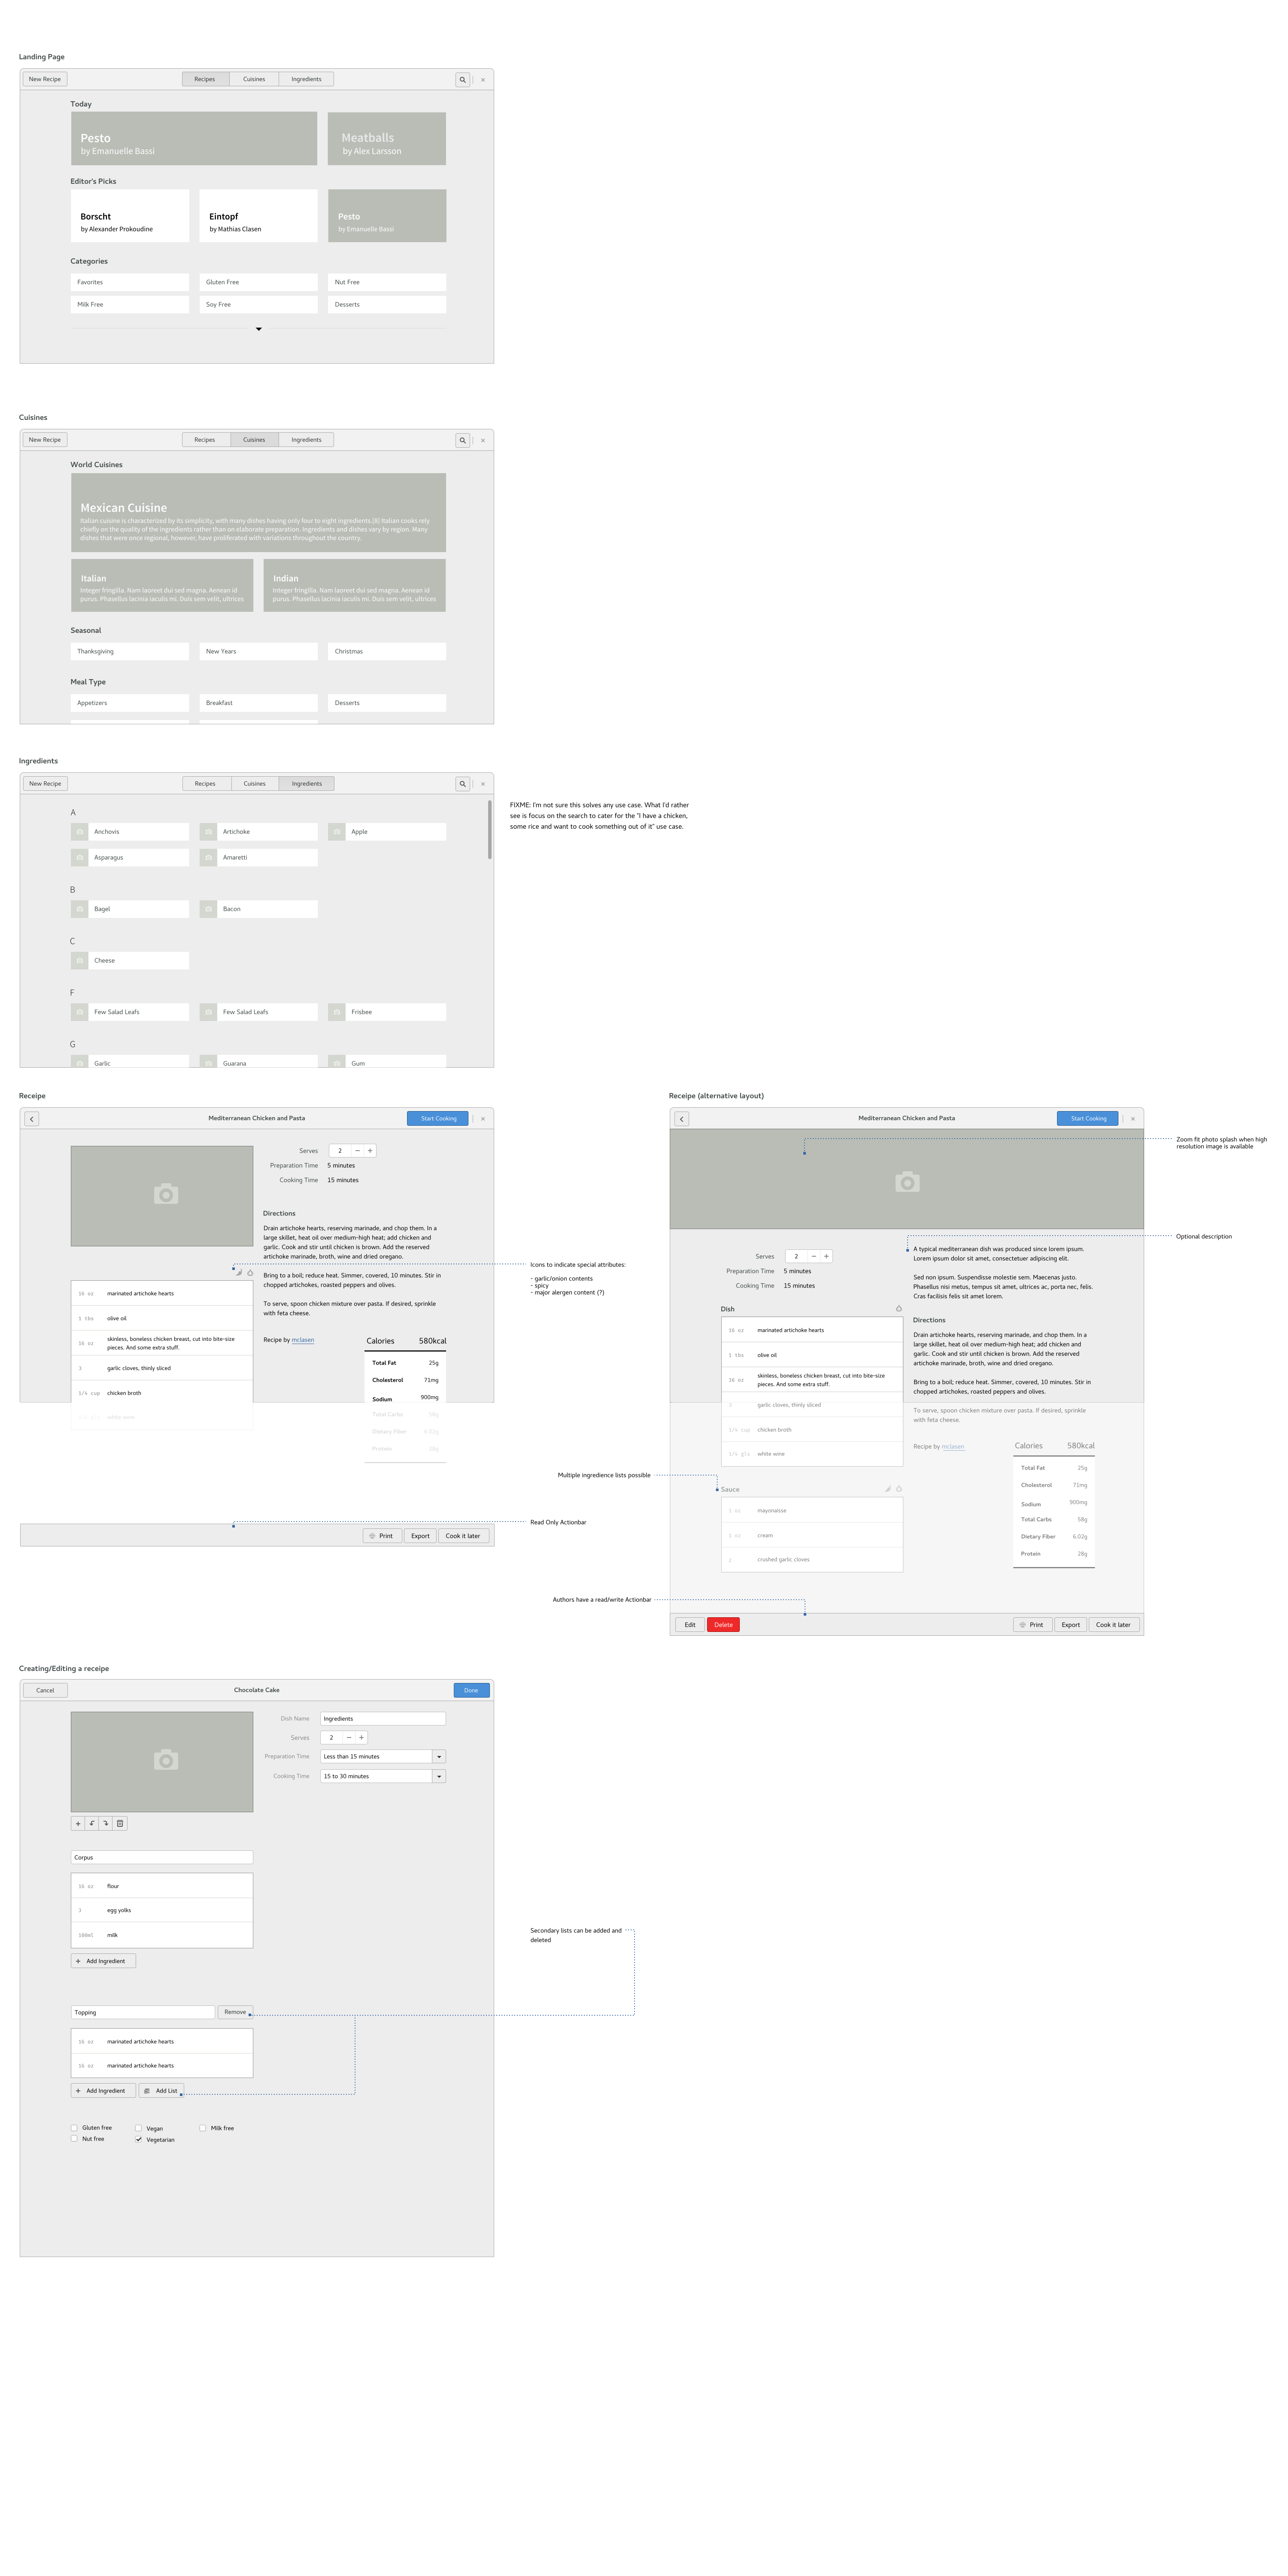 Landing Page
New Recipe
Recipes
Cuisines
Ingredients
Today
Pesto
by Emanuelle Bassi
Meatballs
by Alex Larsson
Editor's Picks
Borscht
by Alexander Prokoudine
Eintopf
by Mathias Clasen
Pesto
by Emanuelle Bassi
Categories
Favorites
Gluten Free
Nut Free
Milk Free
Soy Free
Desserts
Cuisines
New Recipe
Recipes
Cuisines
Ingredients
World Cuisines
Mexican Cuisine
Italian cuisine is characterized by its simplicity, with many dishes having only four to eight ingredients.[8] Italian cooks rely
chiefly on the quality of the ingredients rather than on elaborate preparation. Ingredients and dishes vary by region. Many
dishes that were once regional, however, have proliferated with variations throughout the country.
Italian
Integer fringilla. Nam laoreet dui sed magna. Aenean id
purus. Phasellus lacinia iaculis mi. Duis sem velit, ultrices
Indian
Integer fringilla. Nam laoreet dui sed magna. Aenean id
purus. Phasellus lacinia iaculis mi. Duis sem velit, ultrices
Seasonal
Thanksgiving
New Years
Christmas
Meal Type
Appetizers
Breakfast
Desserts
Ingredients
New Recipe
Recipes
Cuisines
Ingredients
A
Anchovis
Artichoke
Apple
Asparagus
Amaretti
B
Bagel
Bacon
C
Cheese
F
Few Salad Leafs
Few Salad Leafs
Frisbee
G
Garlic
Guarana
Gum
FIXME: I'm not sure this solves any use case. What I'd rather
see is focus on the search to cater for the "I have a chicken,
some rice and want to cook something out of it" use case.
Receipe
Mediterranean Chicken and Pasta
Start Cooking
Serves
2
Preparation Time
5 minutes
Cooking Time
15 minutes
Directions
Drain artichoke hearts, reserving marinade, and chop them. In a
large skillet, heat oil over medium-high heat; add chicken and
garlic. Cook and stir until chicken is brown. Add the reserved
artichoke marinade, broth, wine and dried oregano.
Bring to a boil; reduce heat. Simmer, covered, 10 minutes. Stir in
chopped artichokes, roasted peppers and olives.
To serve, spoon chicken mixture over pasta. If desired, sprinkle
with feta cheese.
16 oz marinated artichoke hearts
1 tbs olive oil
16 oz skinless, boneless chicken breast, cut into bite-size
pieces. And some extra stuff.
3 garlic cloves, thinly sliced
1/4 cup chicken broth
white wine
Recipe by mclasen
Calories 580kcal
Total Fat 25g
Cholesterol 71mg
Sodium 900mg
Total Carbs 58g
Dietary Fiber 6.02g
Protein 28g
Icons to indicate special attributes:
- garlic/onion contents
- spicy
- major alergen content (?)
Read Only Actionbar
Print
Export
Cook it later
Receipe (alternative layout)
Mediterranean Chicken and Pasta
Start Cooking
Zoom fit photo splash when high
resolution image is available
Optional description
Serves
2
Preparation Time
5 minutes
Cooking Time
15 minutes
A typical mediterranean dish was produced since lorem ipsum.
Lorem ipsum dolor sit amet, consectetuer adipiscing elit.
Sed non ipsum. Suspendisse molestie sem. Maecenas justo.
Phasellus nisi metus, tempus sit amet, ultrices ac, porta nec, felis.
Cras facilisis felis sit amet lorem.
Directions
Drain artichoke hearts, reserving marinade, and chop them. In a
large skillet, heat oil over medium-high heat; add chicken and
garlic. Cook and stir until chicken is brown. Add the reserved
artichoke marinade, broth, wine and dried oregano.
Bring to a boil; reduce heat. Simmer, covered, 10 minutes. Stir in
chopped artichokes, roasted peppers and olives.
To serve, spoon chicken mixture over pasta. If desired, sprinkle
with feta cheese.
Dish
16 oz marinated artichoke hearts
1 tbs olive oil
16 oz skinless, boneless chicken breast, cut into bite-size
pieces. And some extra stuff.
3 garlic cloves, thinly sliced
1/4 cup chicken broth
1/4 gls white wine
Multiple ingredience lists possible
Sauce
5 oz mayonaisse
5 oz cream
2 crushed garlic cloves
Recipe by mclasen
Calories 580kcal
Total Fat 25g
Cholesterol 71mg
Sodium 900mg
Total Carbs 58g
Dietary Fiber 6.02g
Protein 28g
Authors have a read/write Actionbar
Edit
Delete
Print
Export
Cook it later
Creating/Editing a receipe
Cancel
Chocolate Cake
Done
Dish Name
Ingredients
Serves
2
Preparation Time
Less than 15 minutes
Cooking Time
15 to 30 minutes
Corpus
16 oz flour
3 egg yolks
100ml milk
Add Ingredient
Secondary lists can be added and
deleted
Topping
Remove
16 oz marinated artichoke hearts
16 oz marinated artichoke hearts
Add Ingredient
Add List
Gluten free
Vegan
Milk free
Nut free
Vegetarian